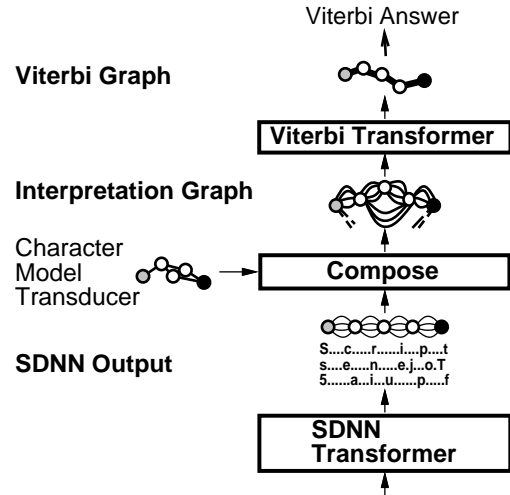 Viterbi Answer
Viterbi Graph
Viterbi Transformer
Interpretation Graph
Character
Model
Transducer
Compose
SDNN Output
S....c.....r......i....p....t
s....e.....n.....e.j...o.T
5......a...i...u......p.....f
SDNN
Transformer